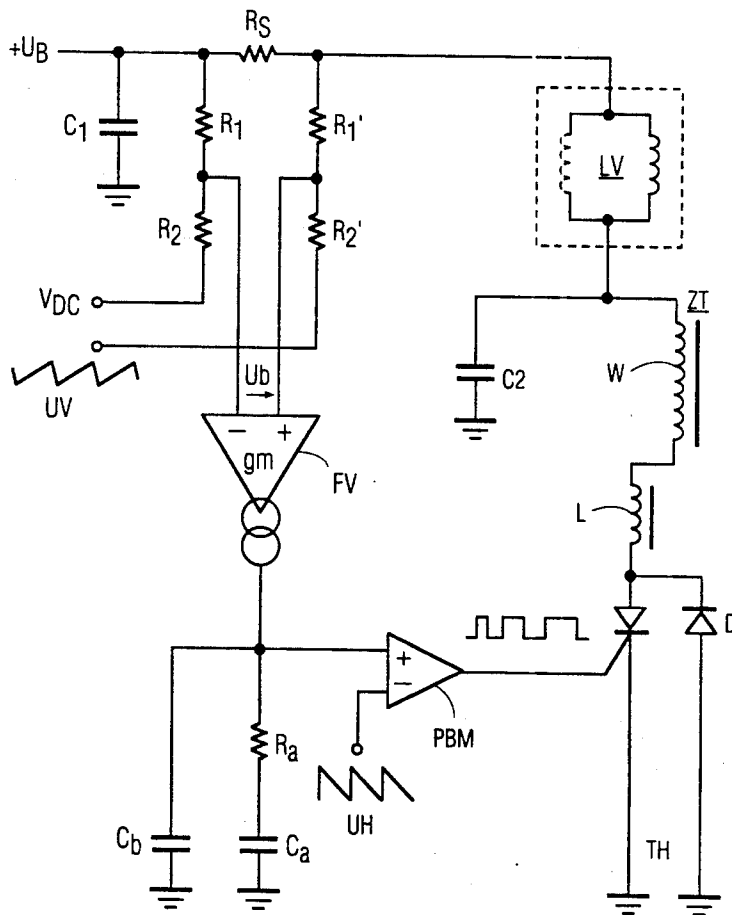 RS
+UB
C1
R1
R1'
LV
R2
R2'
VDC
ZT
UV
Ub
C2
W
− +
gm
FV
L
D
+
−
PBM
Ra
UH
Cb
Ca
TH